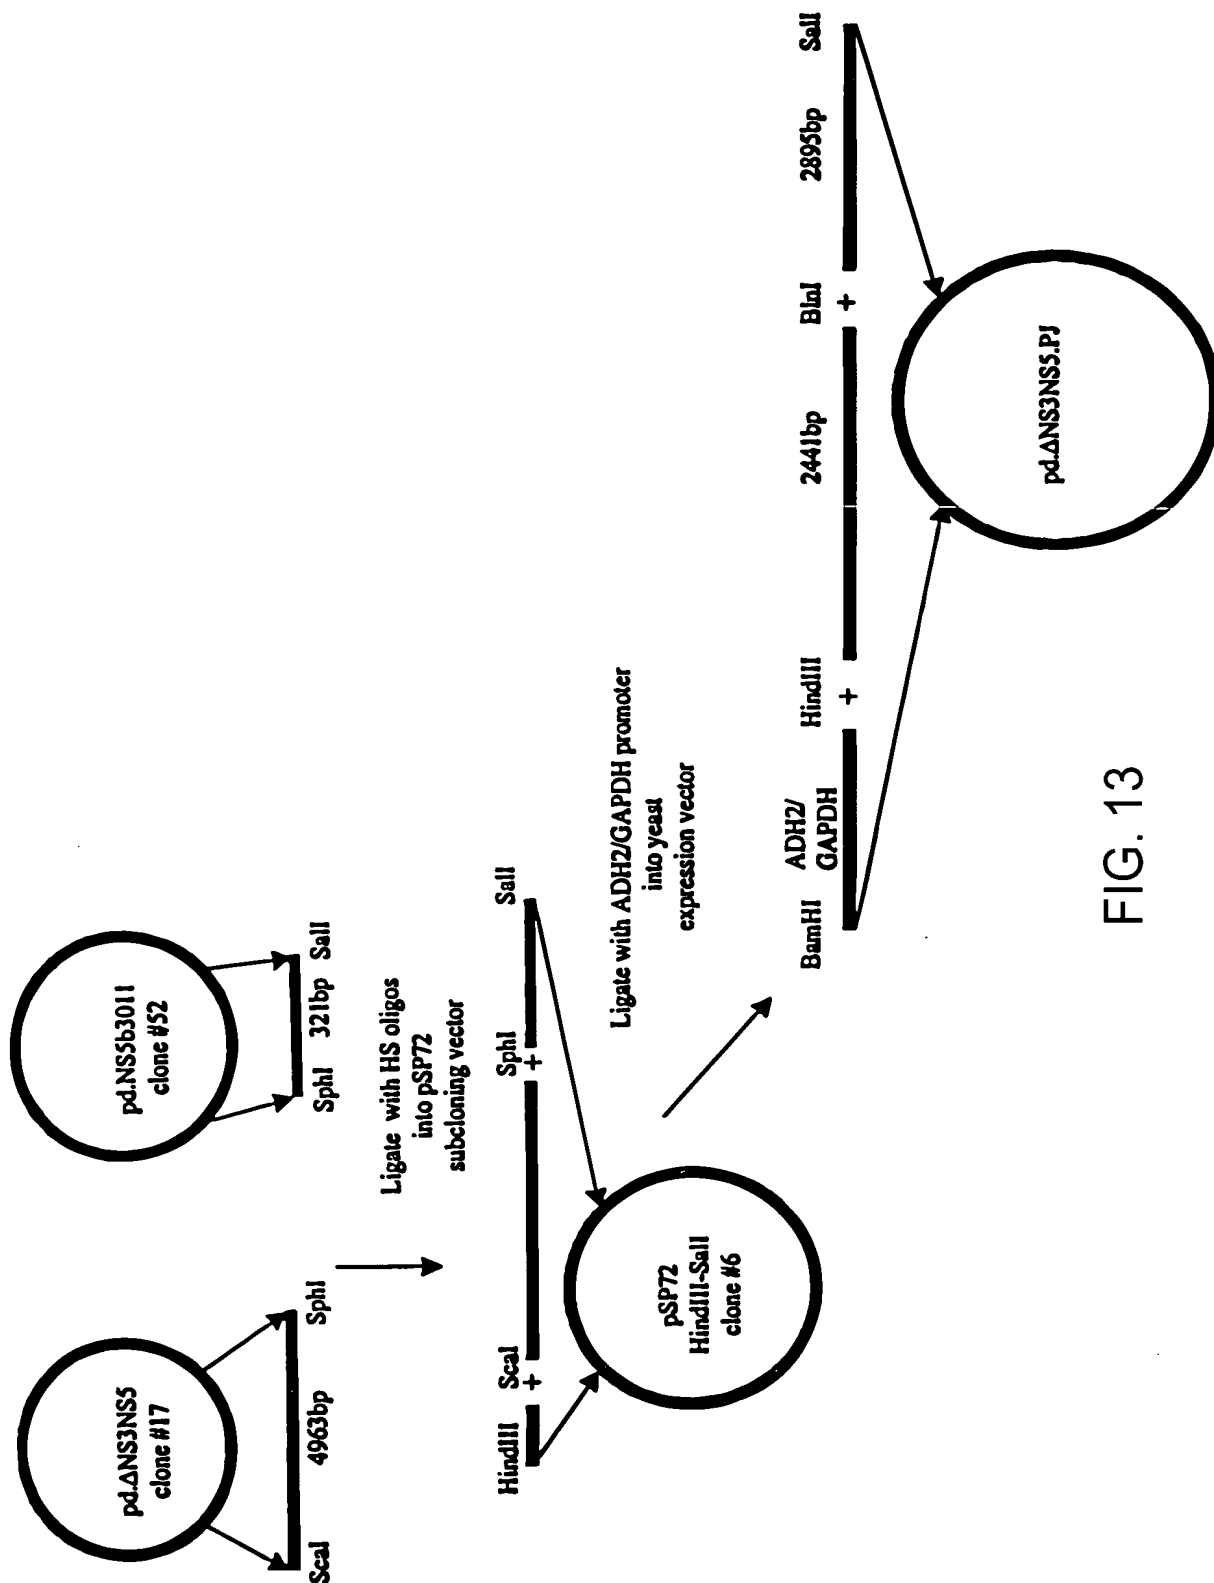 pd.ΔNS3NS5
clone #17
ScaI
4963bp
SphI
pd.NS5b3011
clone #52
SphI
321bp
SalI
Ligate with HS oligos
into pSP72
subcloning vector
HindIII
ScaI
+
SphI
+
SalI
pSP72
HindIII-SalI
clone #6
Ligate with ADH2/GAPDH promoter
into yeast
expression vector
BamHI
ADH2/
GAPDH
HindIII
+
2441bp
BlnI
+
2895bp
SalI
pd.ΔNS3NS5.PJ
FIG. 13